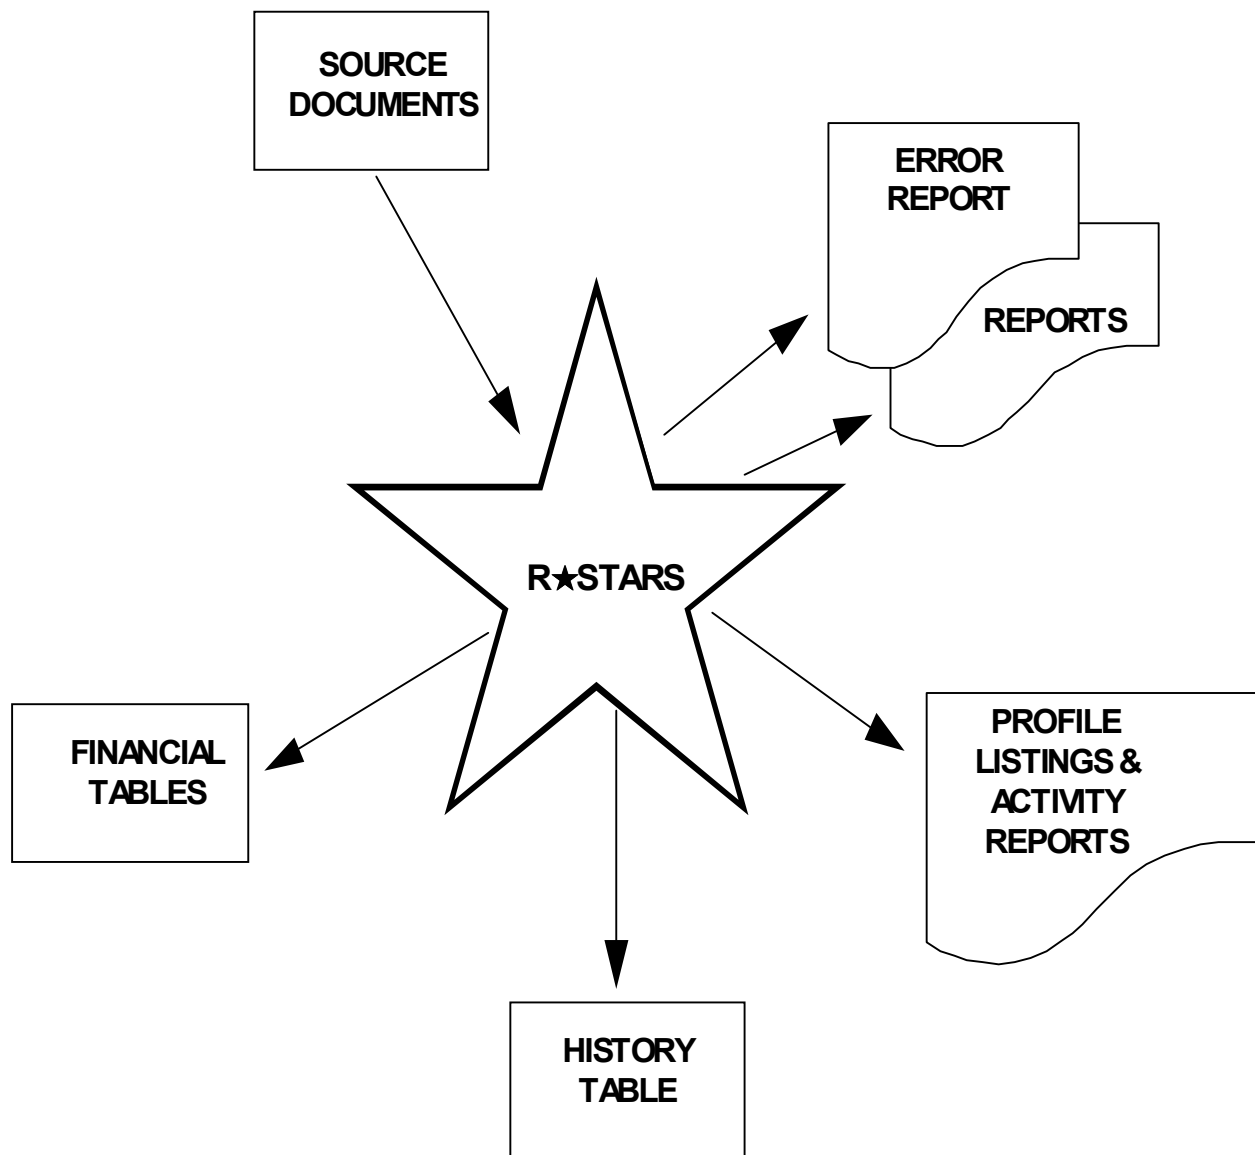 SOURCE
DOCUMENTS
ERROR
REPORT
REPORTS
R★STARS
FINANCIAL
TABLES
PROFILE
LISTINGS &
ACTIVITY
REPORTS
HISTORY
TABLE